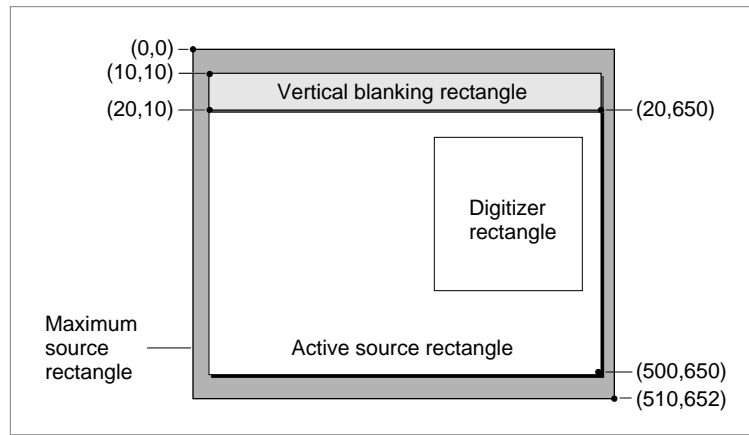 (0,0)
(10,10)
Vertical blanking rectangle
(20,10)
(20,650)
Digitizer
rectangle
Maximum
source
rectangle
Active source rectangle
(500,650)
(510,652)